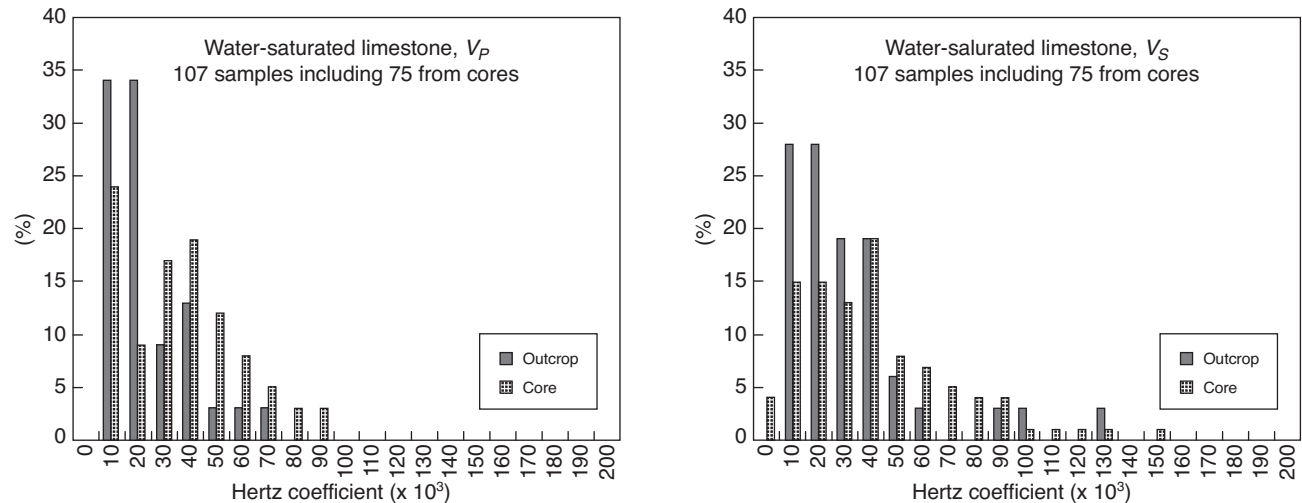 40
35
30
25
20
15
10
5
0
(%)
Water-saturated limestone, VP
107 samples including 75 from cores
Outcrop
Core
0 10 20 30 40 50 60 70 80 90 100 110 120 130 140 150 160 170 180 190 200
Hertz coefficient (x 10³)
40
35
30
25
20
15
10
5
0
(%)
Water-salurated limestone, VS
107 samples including 75 from cores
Outcrop
Core
0 10 20 30 40 50 60 70 80 90 100 110 120 130 140 150 160 170 180 190 200
Hertz coefficient (x 10³)